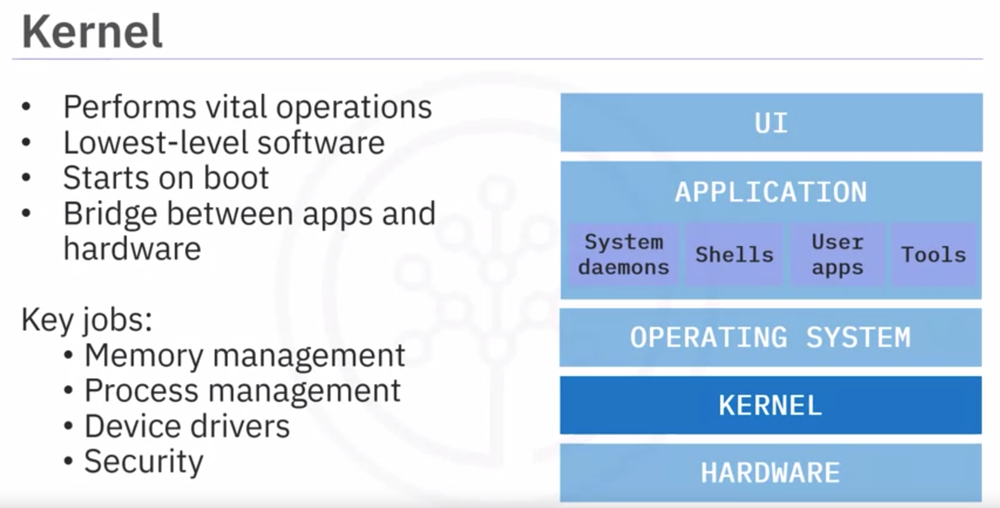 Kernel
• Performs vital operations
• Lowest-level software
• Starts on boot
• Bridge between apps and
hardware
Key jobs:
• Memory management
• Process management
• Device drivers
• Security
UI
APPLICATION
System
daemons
Shells
User
apps
Tools
OPERATING SYSTEM
KERNEL
HARDWARE